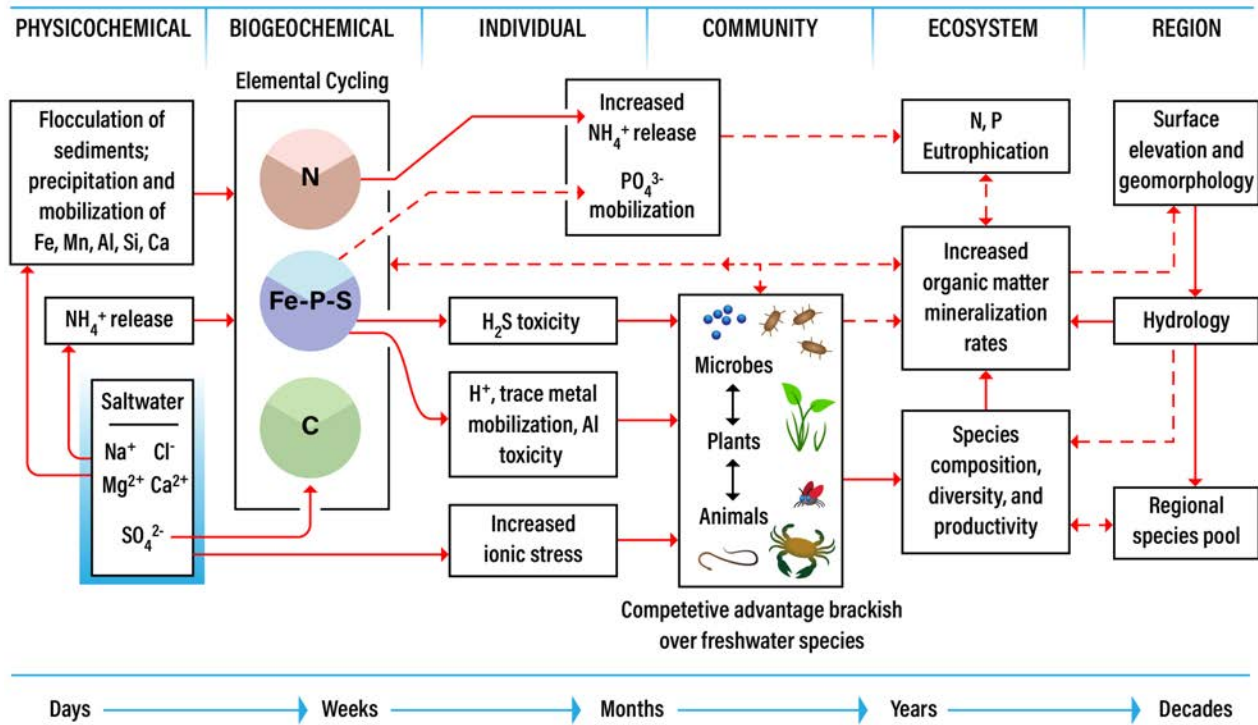 PHYSICOCHEMICAL
BIOGEOCHEMICAL
INDIVIDUAL
COMMUNITY
ECOSYSTEM
REGION
Elemental Cycling
Flocculation of
sediments;
precipitation and
mobilization of
Fe, Mn, Al, Si, Ca
NH₄⁺ release
Saltwater
Na⁺ Cl⁻
Mg²⁺ Ca²⁺
SO₄²⁻
N
Fe-P-S
C
Increased
NH₄⁺ release
PO₄³⁻
mobilization
H₂S toxicity
H⁺, trace metal
mobilization, Al
toxicity
Increased
ionic stress
Microbes
Plants
Animals
Competetive advantage brackish
over freshwater species
N, P
Eutrophication
Increased
organic matter
mineralization
rates
Species
composition,
diversity, and
productivity
Surface
elevation and
geomorphology
Hydrology
Regional
species pool
Days
Weeks
Months
Years
Decades